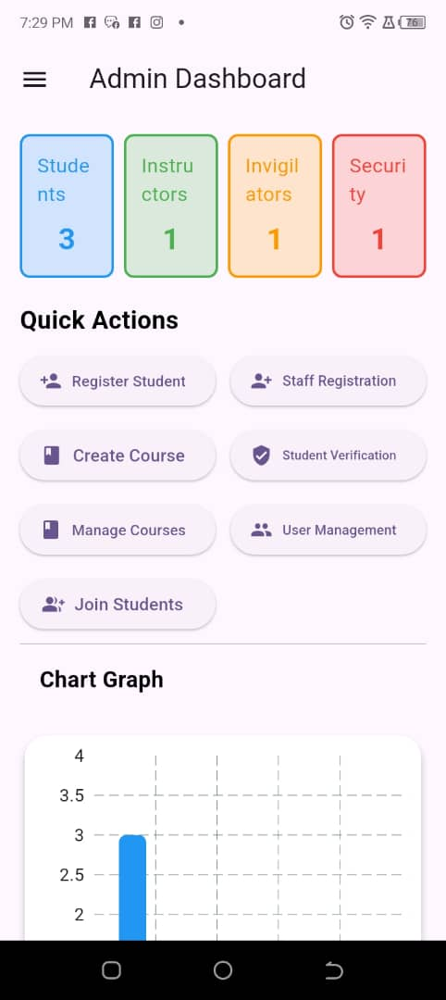 7:29 PM
76
Admin Dashboard
Stude
nts
3
Instru
ctors
1
Invigil
ators
1
Securi
ty
1
Quick Actions
Register Student
Staff Registration
Create Course
Student Verification
Manage Courses
User Management
Join Students
Chart Graph
4
3.5
3
2.5
2